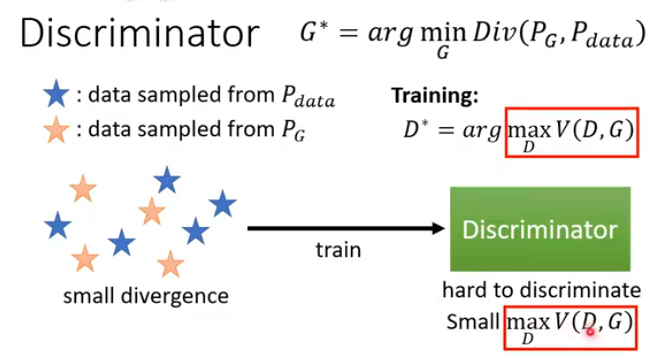 Discriminator
G* = arg min_G Div(P_G, P_data)
★ : data sampled from P_data
★ : data sampled from P_G
Training:
D* = arg max_D V(D, G)
train
Discriminator
small divergence
hard to discriminate
Small max_D V(D, G)